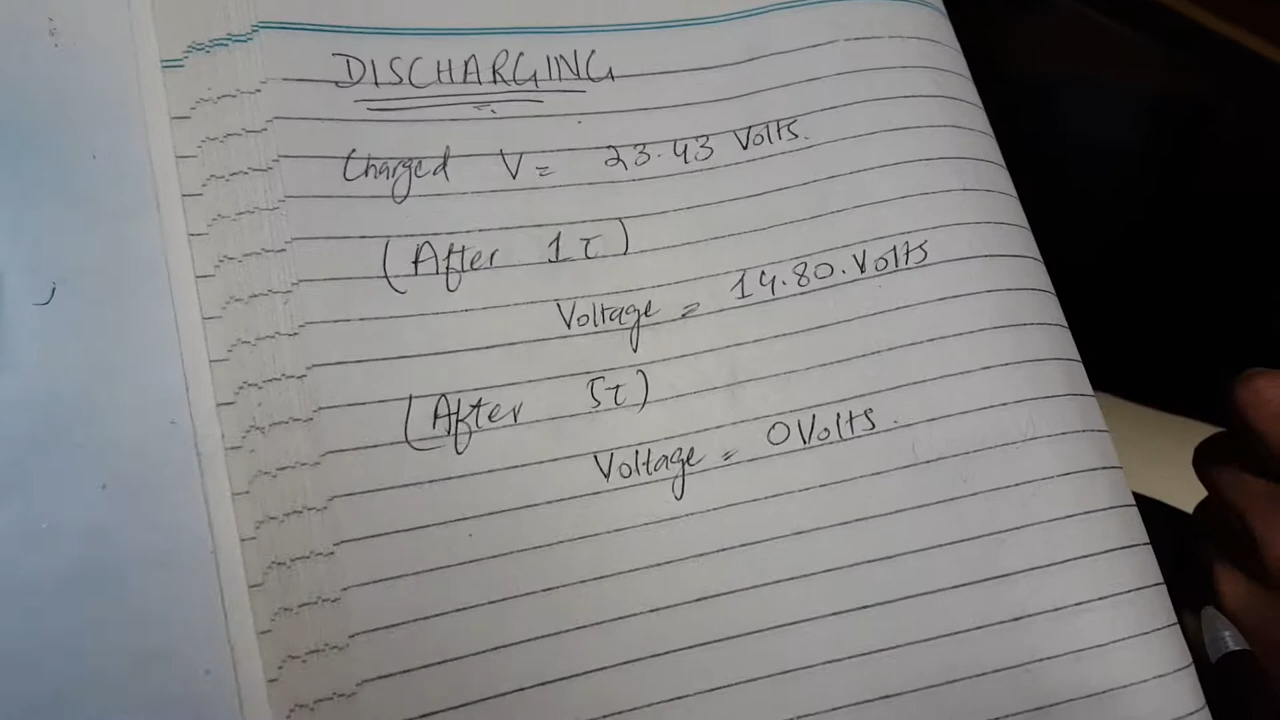 DISCHARGING
Charged V = 23.43 Volts.
(After 1τ)
Voltage = 14.80. Volts
(After 5τ)
Voltage = 0 Volts.